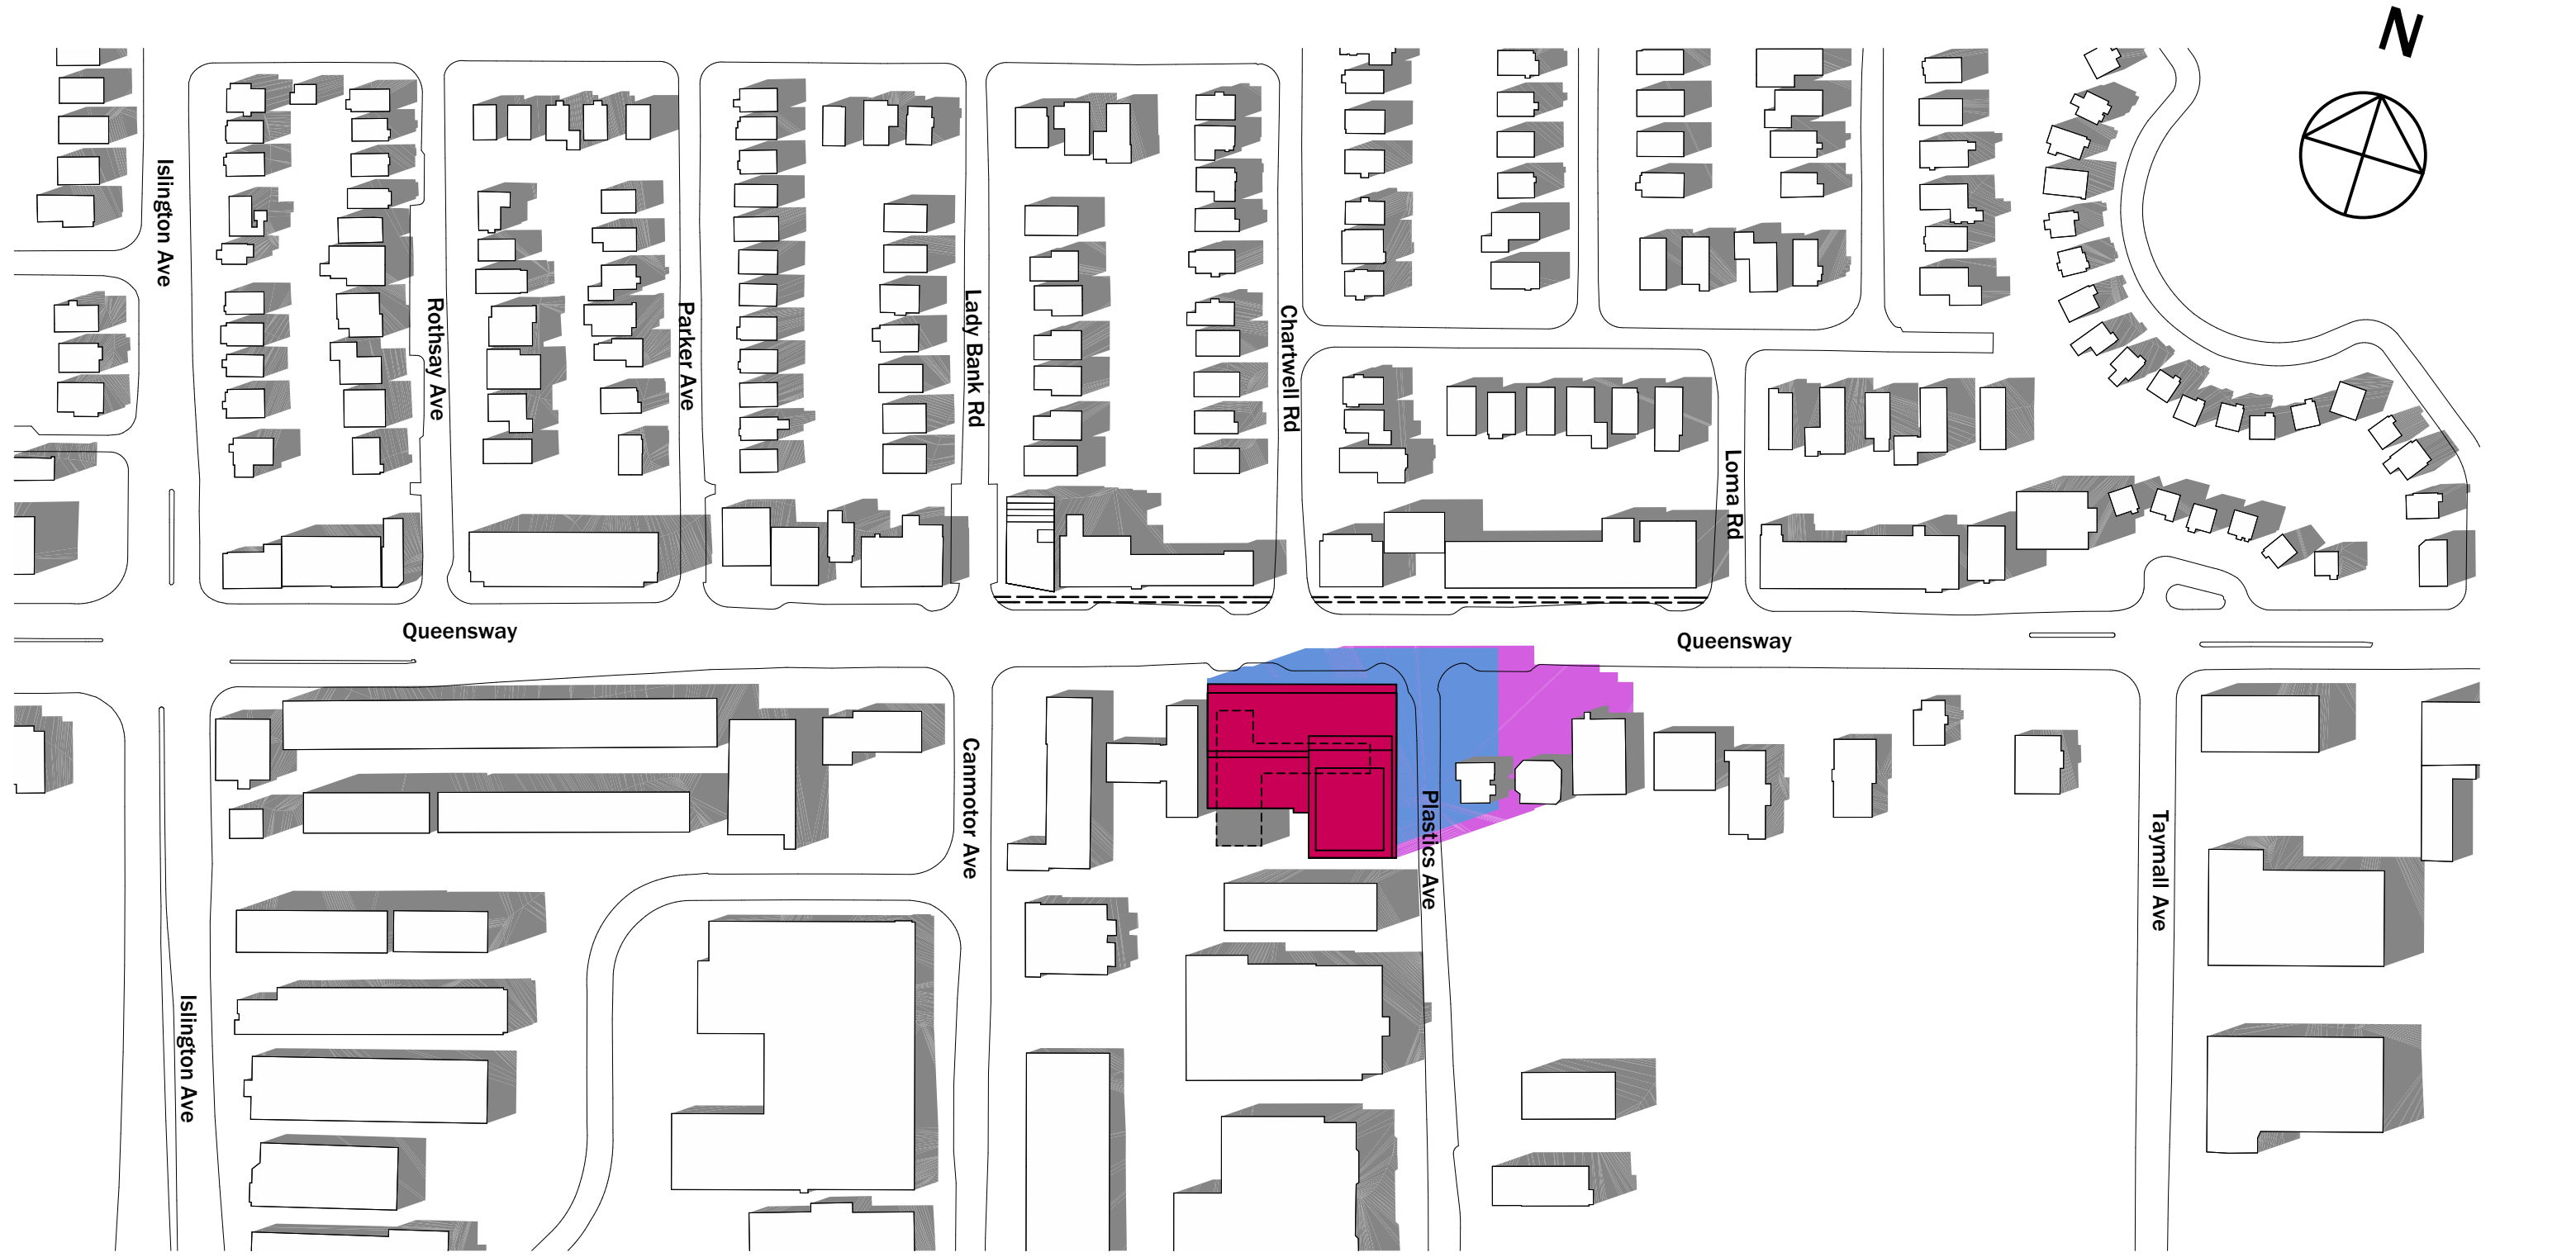 N
Islington Ave
Rothsay Ave
Parker Ave
Lady Bank Rd
Chartwell Rd
Loma Rd
Queensway
Queensway
Canmotor Ave
Plastics Ave
Taymall Ave
Islington Ave